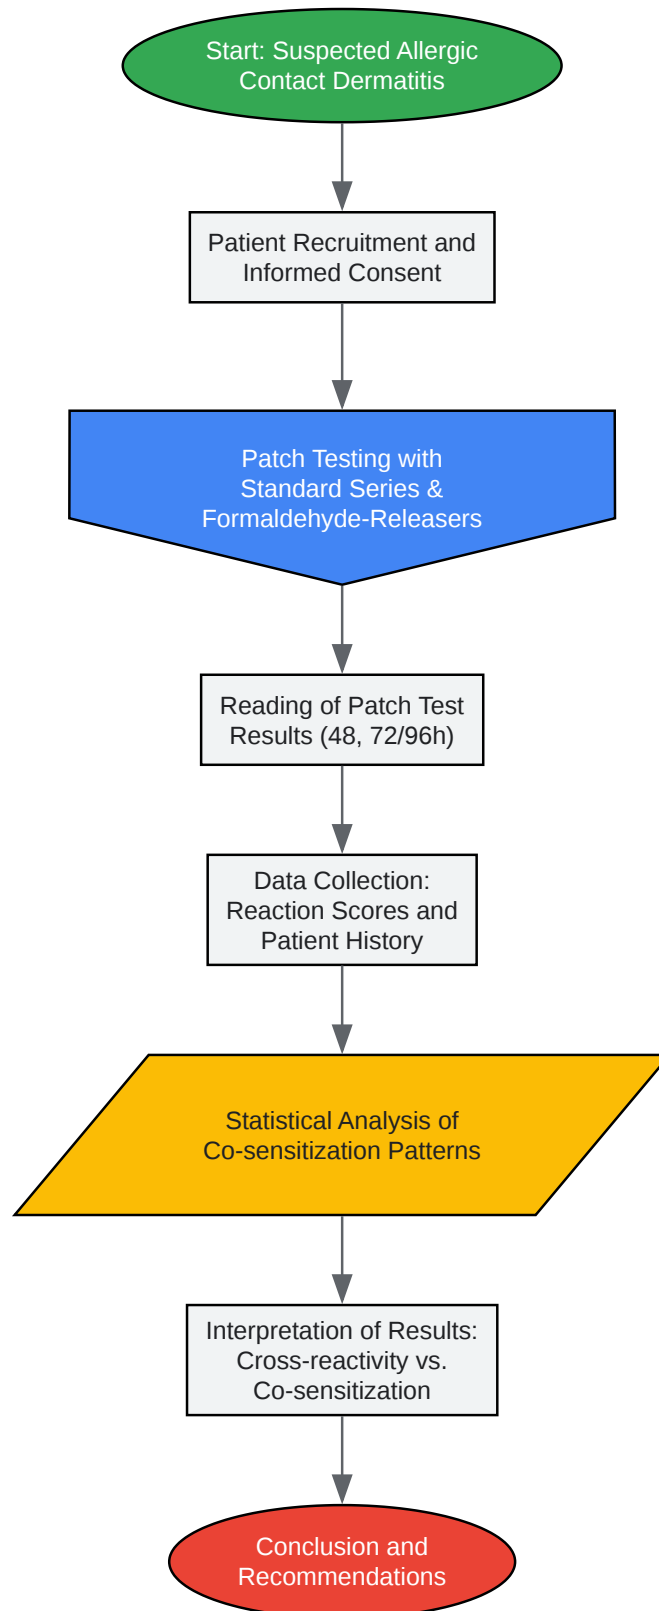 Start: Suspected Allergic
Contact Dermatitis
Patient Recruitment and
Informed Consent
Patch Testing with
Standard Series &
Formaldehyde-Releasers
Reading of Patch Test
Results (48, 72/96h)
Data Collection:
Reaction Scores and
Patient History
Statistical Analysis of
Co-sensitization Patterns
Interpretation of Results:
Cross-reactivity vs.
Co-sensitization
Conclusion and
Recommendations